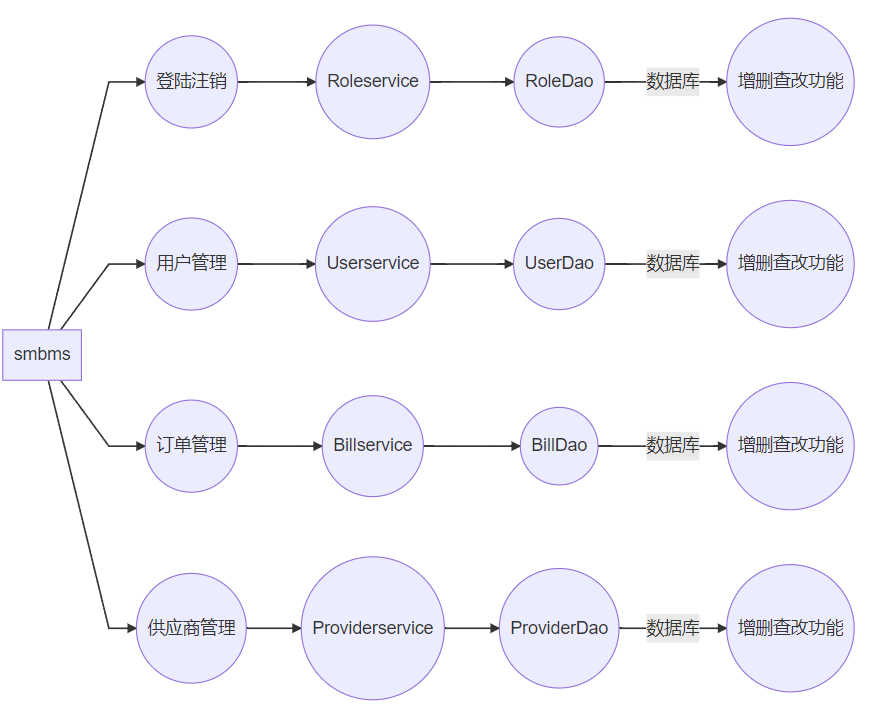 登陆注销
Roleservice
RoleDao
数据库
增删查改功能
用户管理
Userservice
UserDao
数据库
增删查改功能
smbms
订单管理
Billservice
BillDao
数据库
增删查改功能
供应商管理
Providerservice
ProviderDao
数据库
增删查改功能